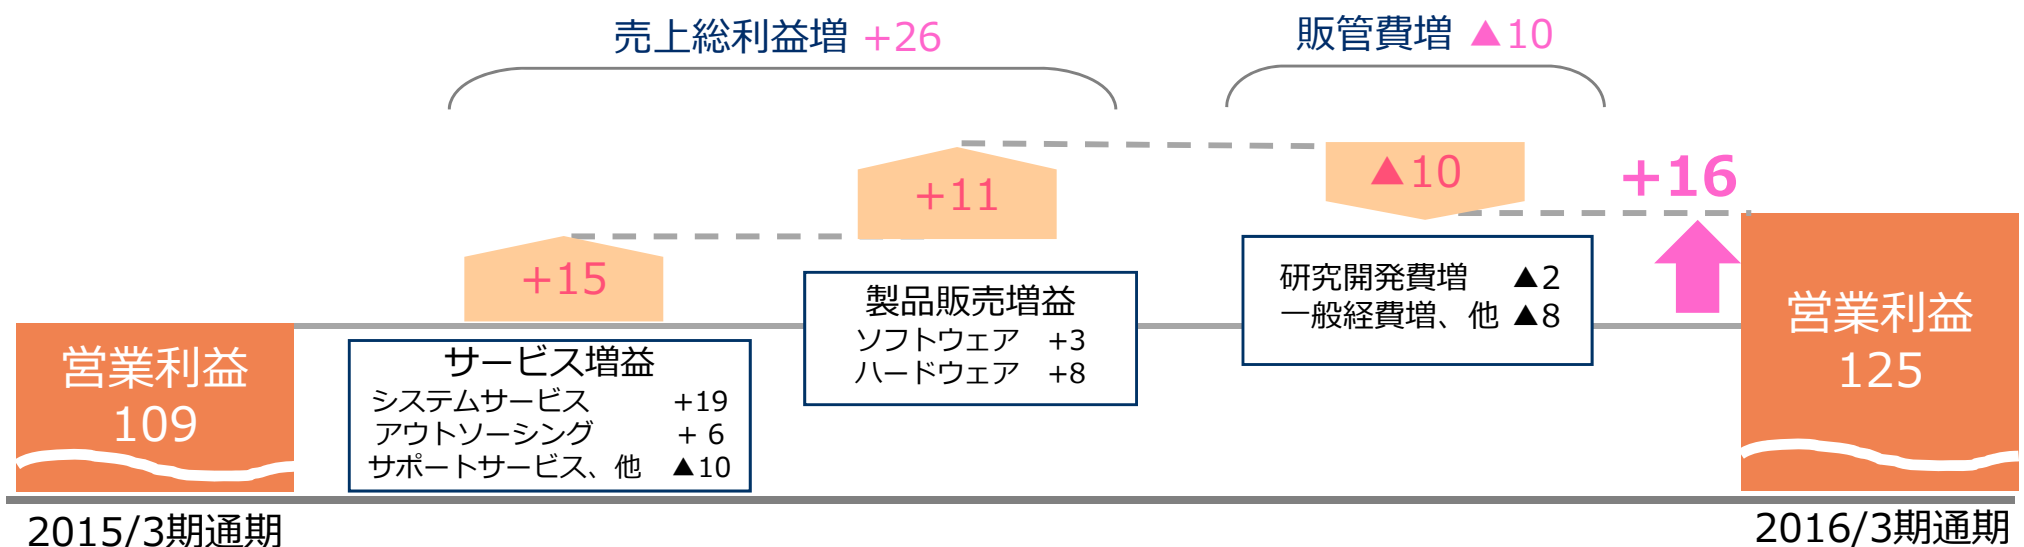 売上総利益増 +26
販管費増 ▲10
+15
+11
▲10
+16
営業利益
109
サービス増益
システムサービス +19
アウトソーシング + 6
サポートサービス、他 ▲10
製品販売増益
ソフトウェア +3
ハードウェア +8
研究開発費増 ▲2
一般経費増、他 ▲8
営業利益
125
2015/3期通期
2016/3期通期